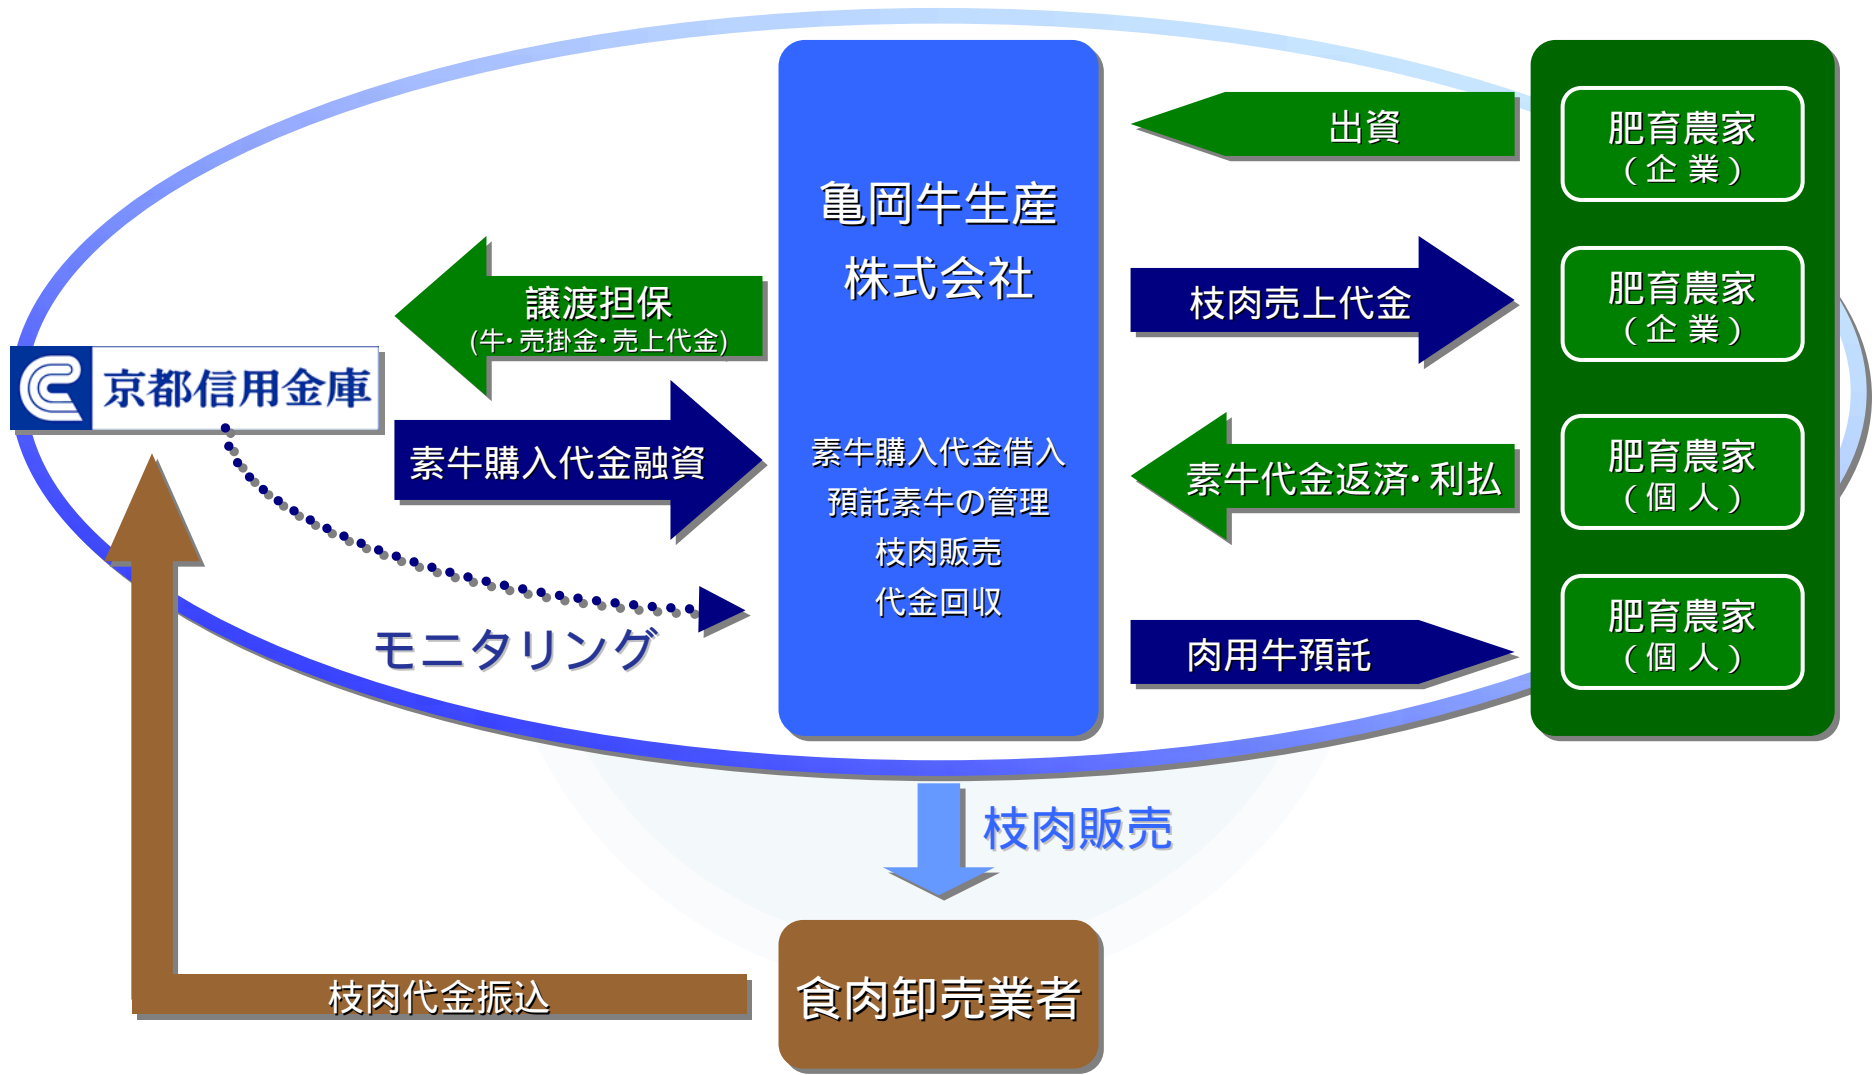 亀岡牛生産
株式会社
素牛購入代金借入
預託素牛の管理
枝肉販売
代金回収
京都信用金庫
譲渡担保
(牛・売掛金・売上代金)
素牛購入代金融資
モニタリング
出資
枝肉売上代金
素牛代金返済・利払
肉用牛預託
肥育農家
（企業）
肥育農家
（企業）
肥育農家
（個人）
肥育農家
（個人）
枝肉販売
食肉卸売業者
枝肉代金振込